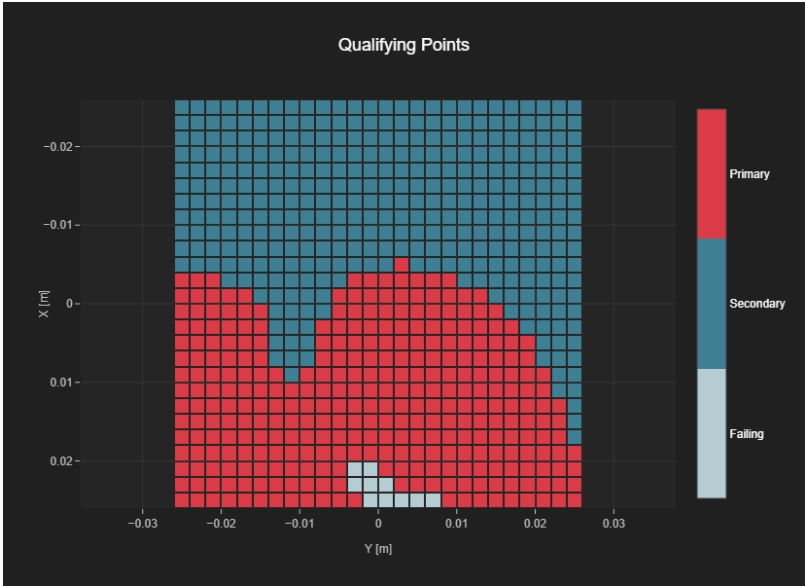 Qualifying Points
−0.02
−0.01
0
0.01
0.02
X [m]
−0.03
−0.02
−0.01
0
0.01
0.02
0.03
Y [m]
Primary
Secondary
Failing